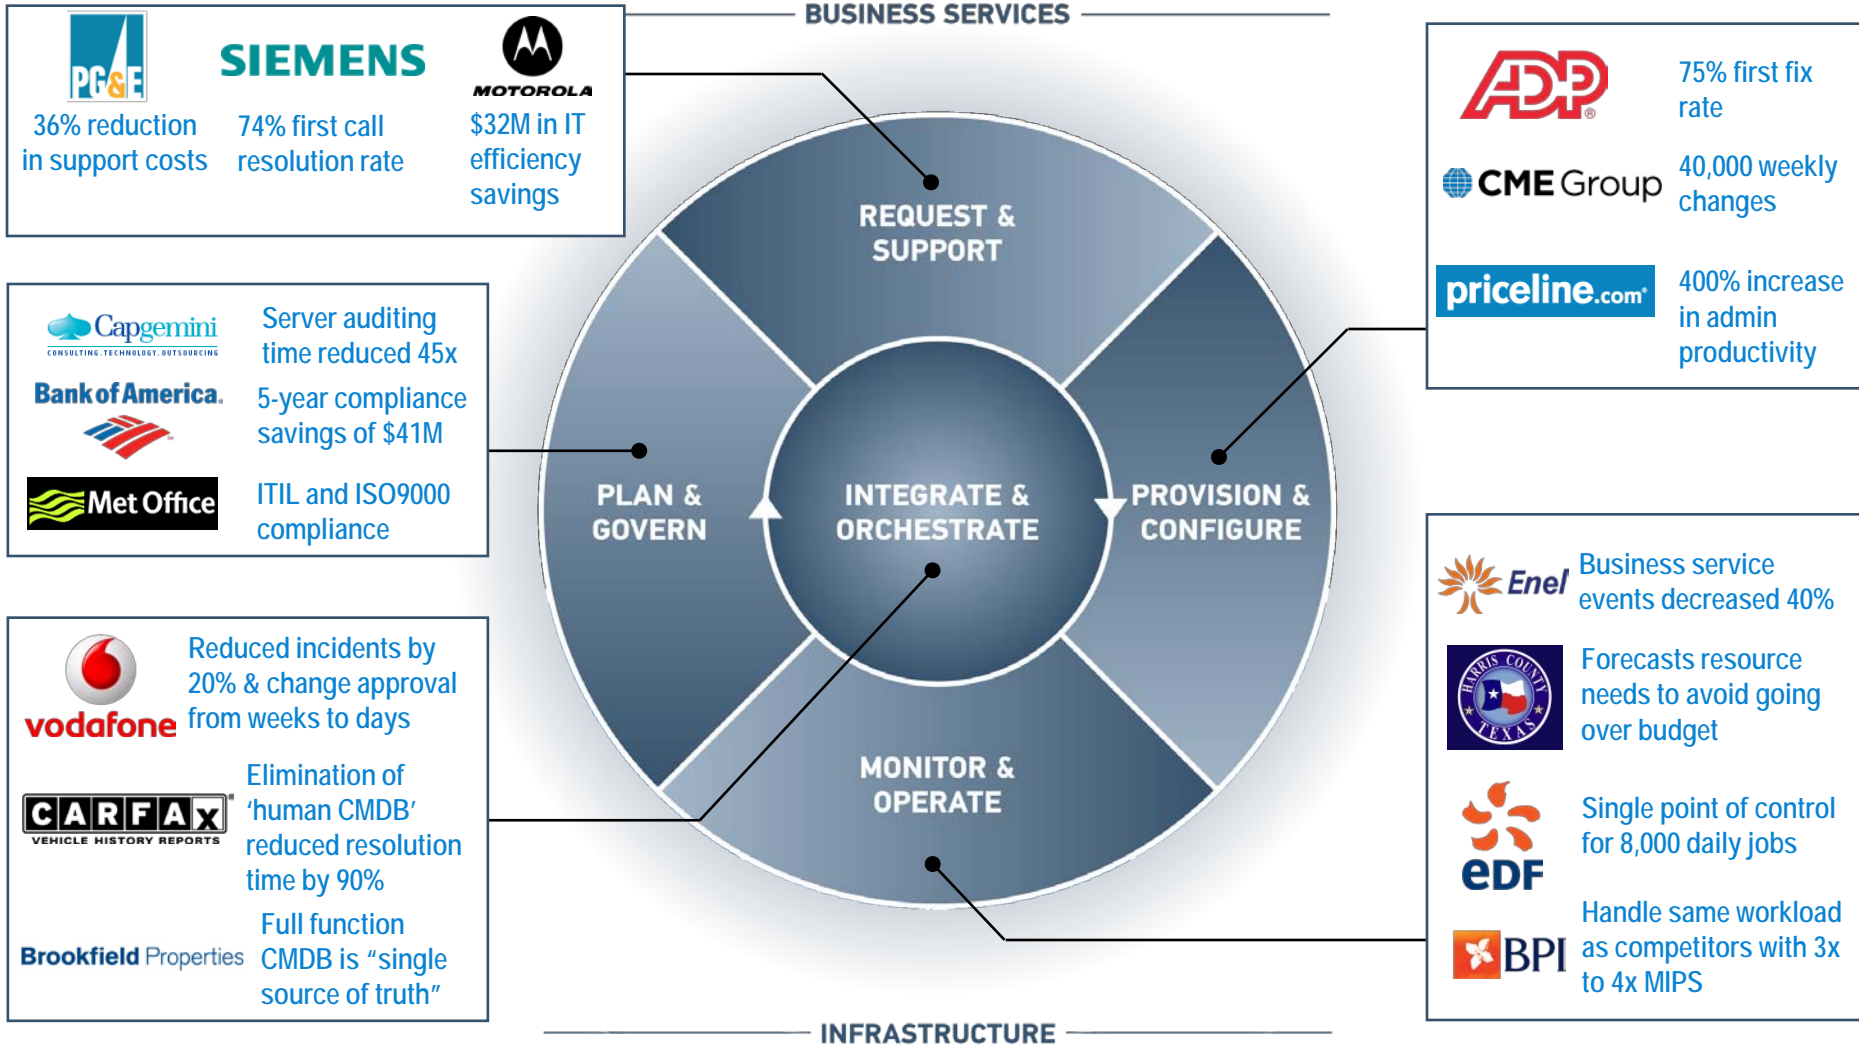 BUSINESS SERVICES
PG&E
SIEMENS
MOTOROLA
36% reduction
in support costs
74% first call
resolution rate
$32M in IT
efficiency
savings
Capgemini
CONSULTING.TECHNOLOGY.OUTSOURCING
Server auditing
time reduced 45x
Bank of America.
5-year compliance
savings of $41M
Met Office
ITIL and ISO9000
compliance
vodafone
Reduced incidents by
20% & change approval
from weeks to days
CARFAX®
VEHICLE HISTORY REPORTS
Elimination of
‘human CMDB’
reduced resolution
time by 90%
Brookfield Properties
Full function
CMDB is “single
source of truth”
REQUEST &
SUPPORT
PLAN &
GOVERN
INTEGRATE &
ORCHESTRATE
PROVISION &
CONFIGURE
MONITOR &
OPERATE
ADP®
75% first fix
rate
CME Group
40,000 weekly
changes
priceline.com®
400% increase
in admin
productivity
Enel
Business service
events decreased 40%
HARRIS COUNTY
TEXAS
Forecasts resource
needs to avoid going
over budget
eDF
Single point of control
for 8,000 daily jobs
BPI
Handle same workload
as competitors with 3x
to 4x MIPS
INFRASTRUCTURE